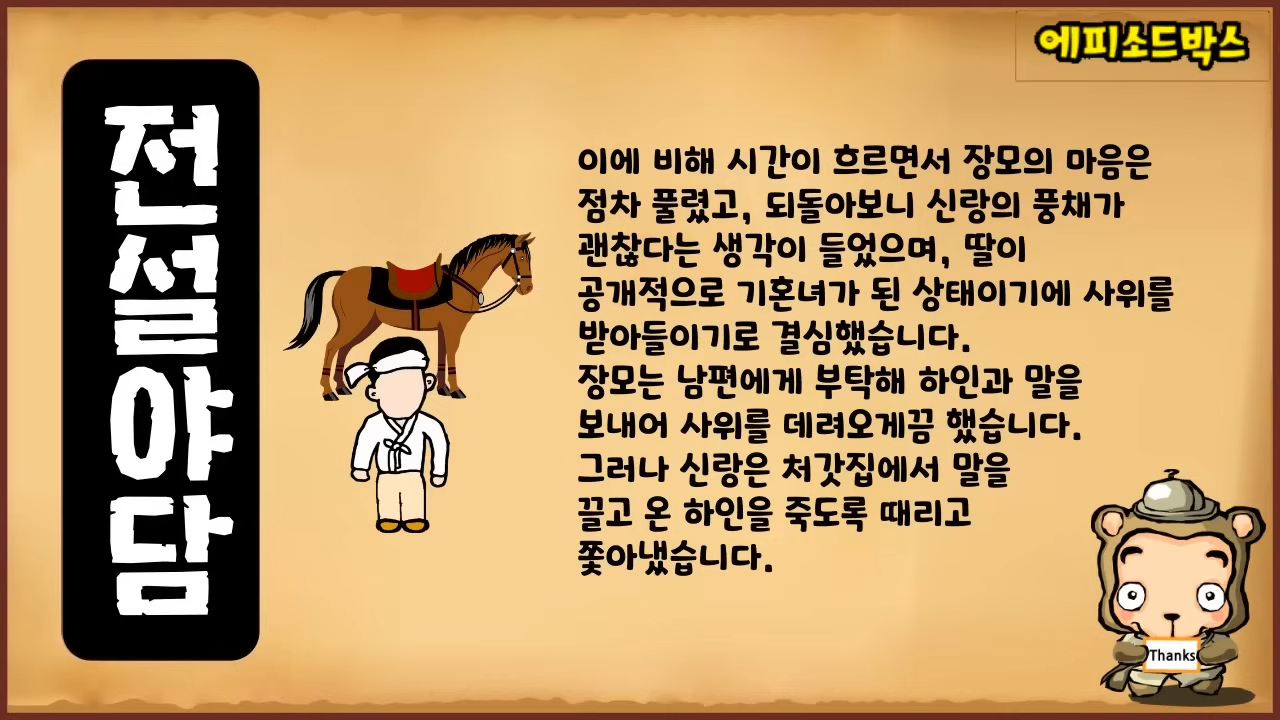 에피소드박스
전설야담
이에 비해 시간이 흐르면서 장모의 마음은
점차 풀렸고, 되돌아보니 신랑의 풍채가
괜찮다는 생각이 들었으며, 딸이
공개적으로 기혼녀가 된 상태이기에 사위를
받아들이기로 결심했습니다.
장모는 남편에게 부탁해 하인과 말을
보내어 사위를 데려오게끔 했습니다.
그러나 신랑은 처갓집에서 말을
끌고 온 하인을 죽도록 때리고
쫓아냈습니다.
Thanks